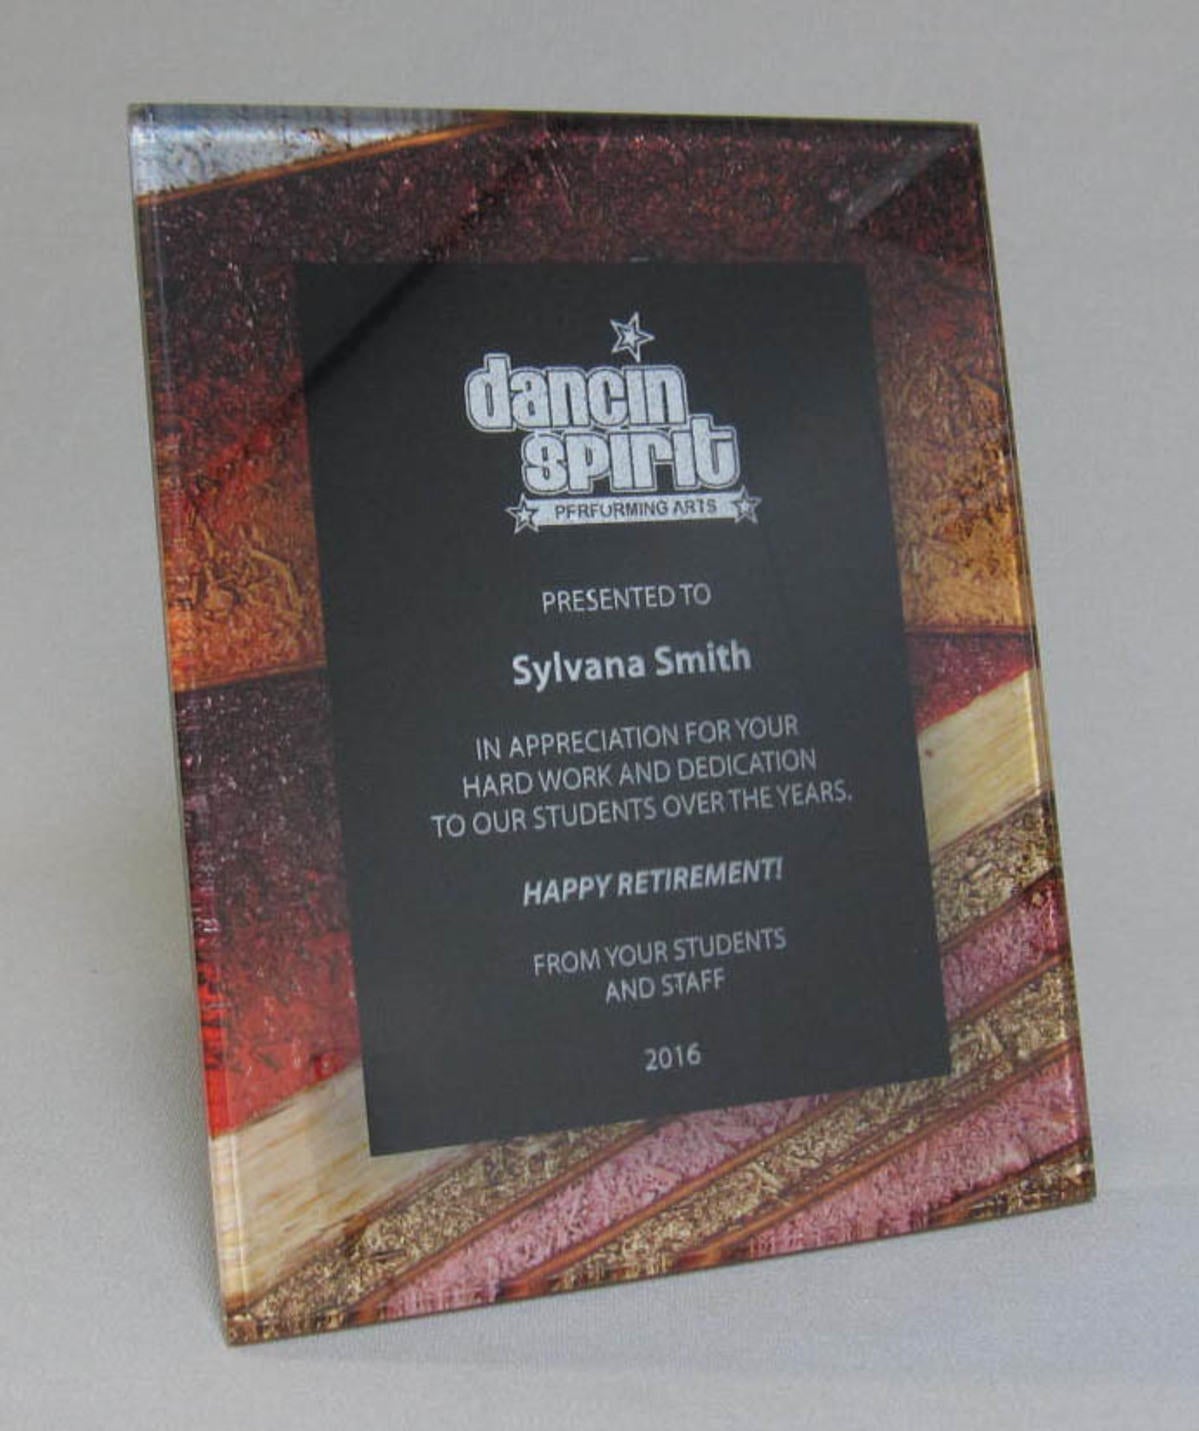 dancin
spirit
PERFORMING ARTS
PRESENTED TO
Sylvana Smith
IN APPRECIATION FOR YOUR
HARD WORK AND DEDICATION
TO OUR STUDENTS OVER THE YEARS.
HAPPY RETIREMENT!
FROM YOUR STUDENTS
AND STAFF
2016